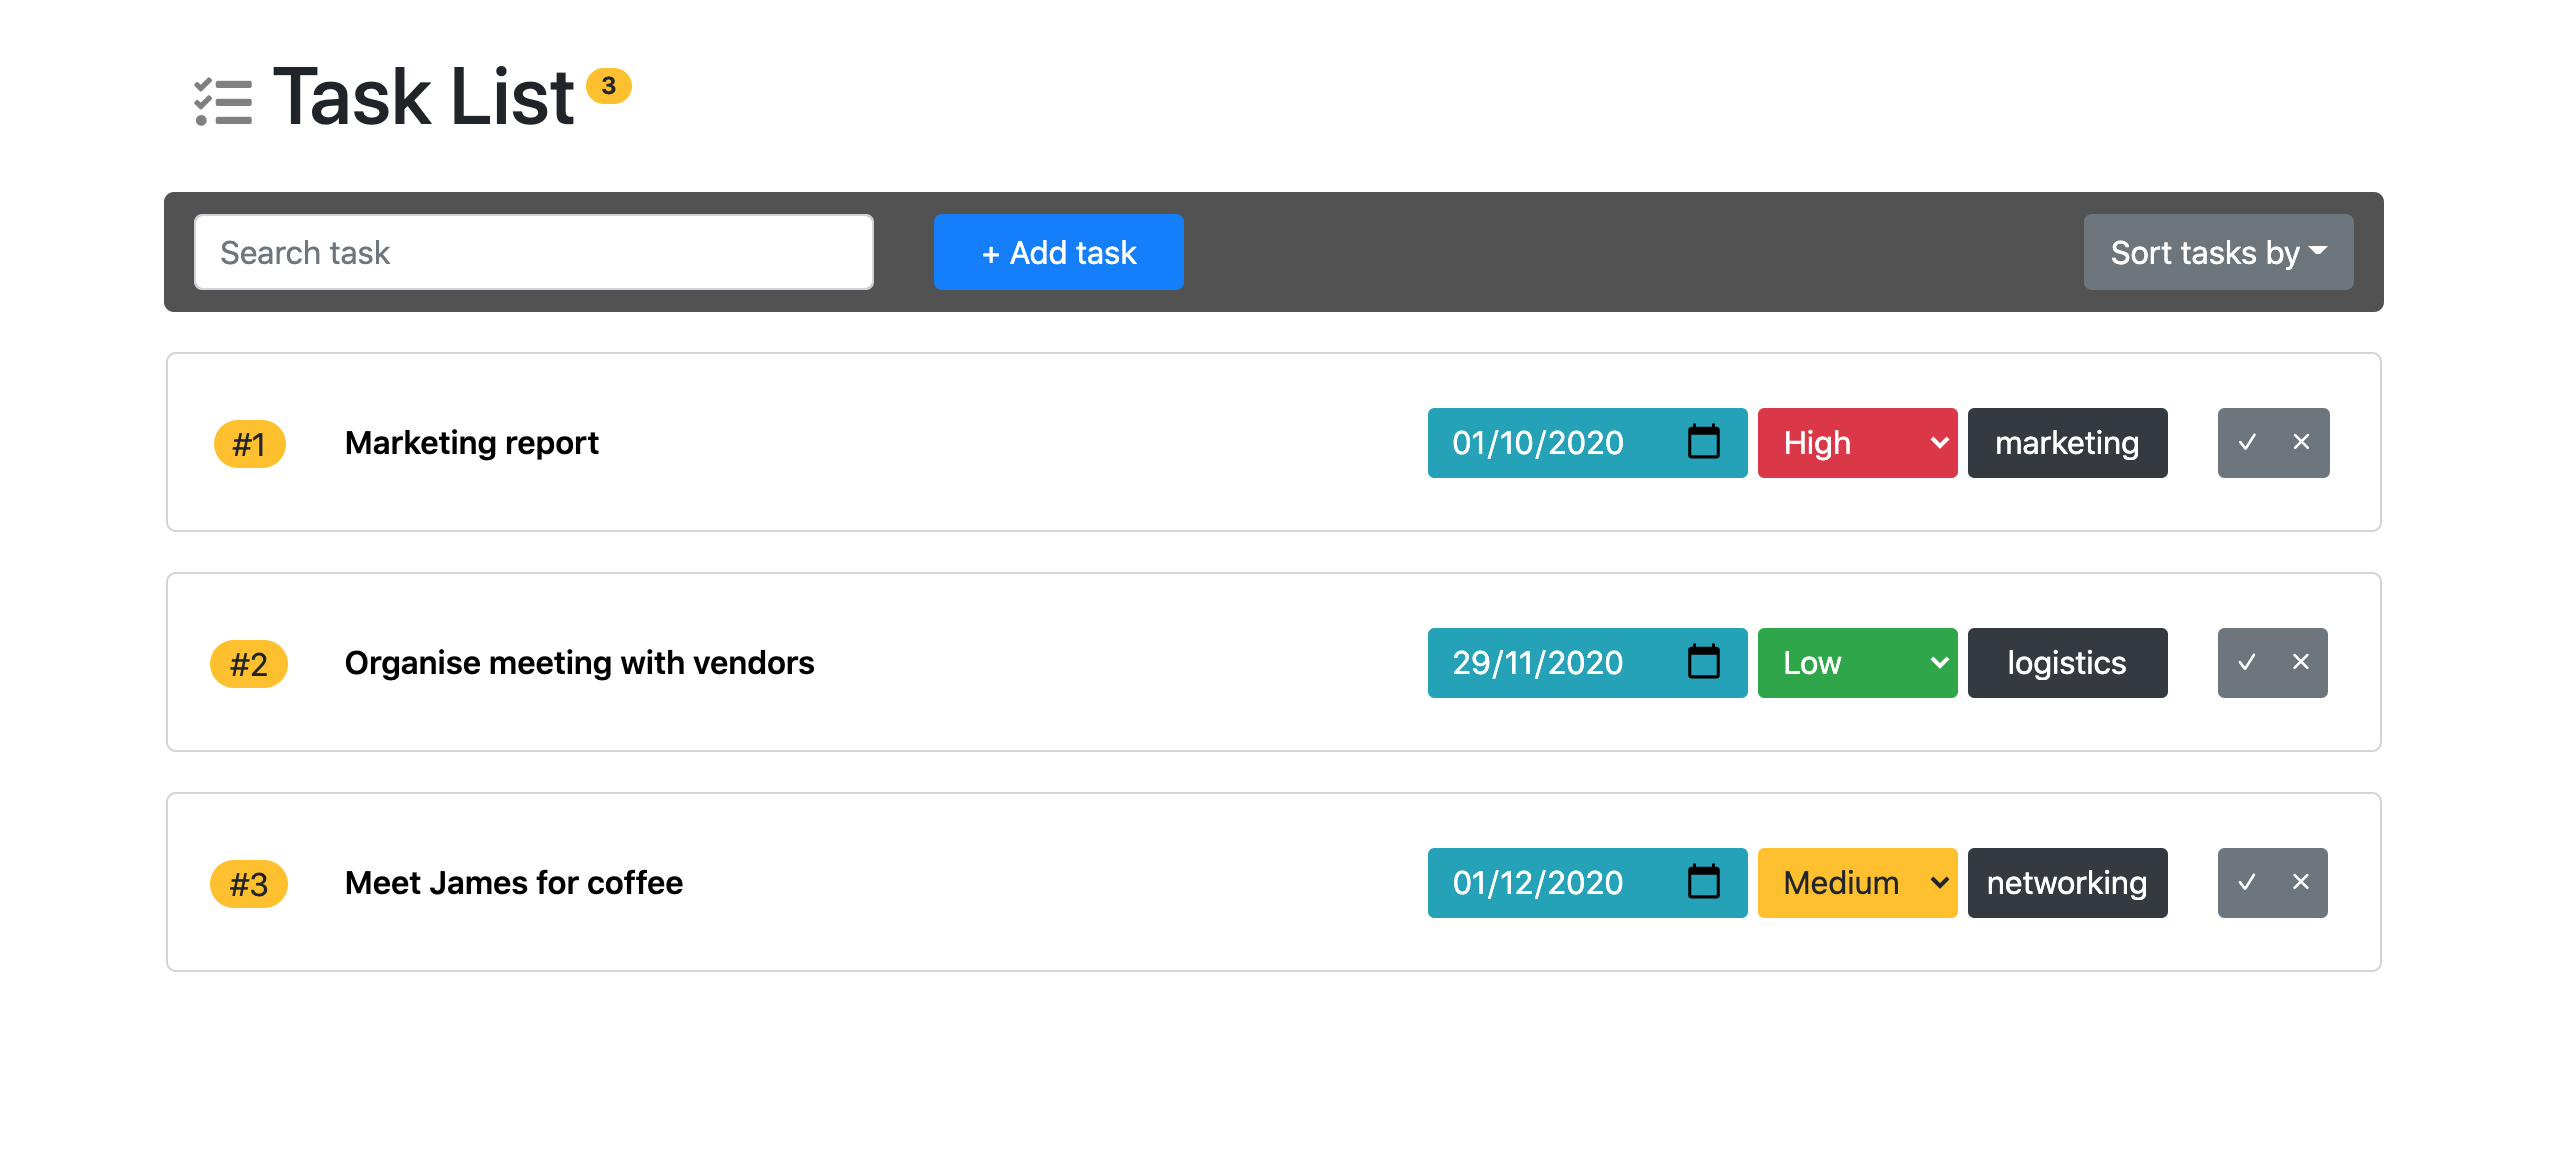 Task List 3
Search task + Add task Sort tasks by
#1 Marketing report 01/10/2020 High marketing
#2 Organise meeting with vendors 29/11/2020 Low logistics
#3 Meet James for coffee 01/12/2020 Medium networking